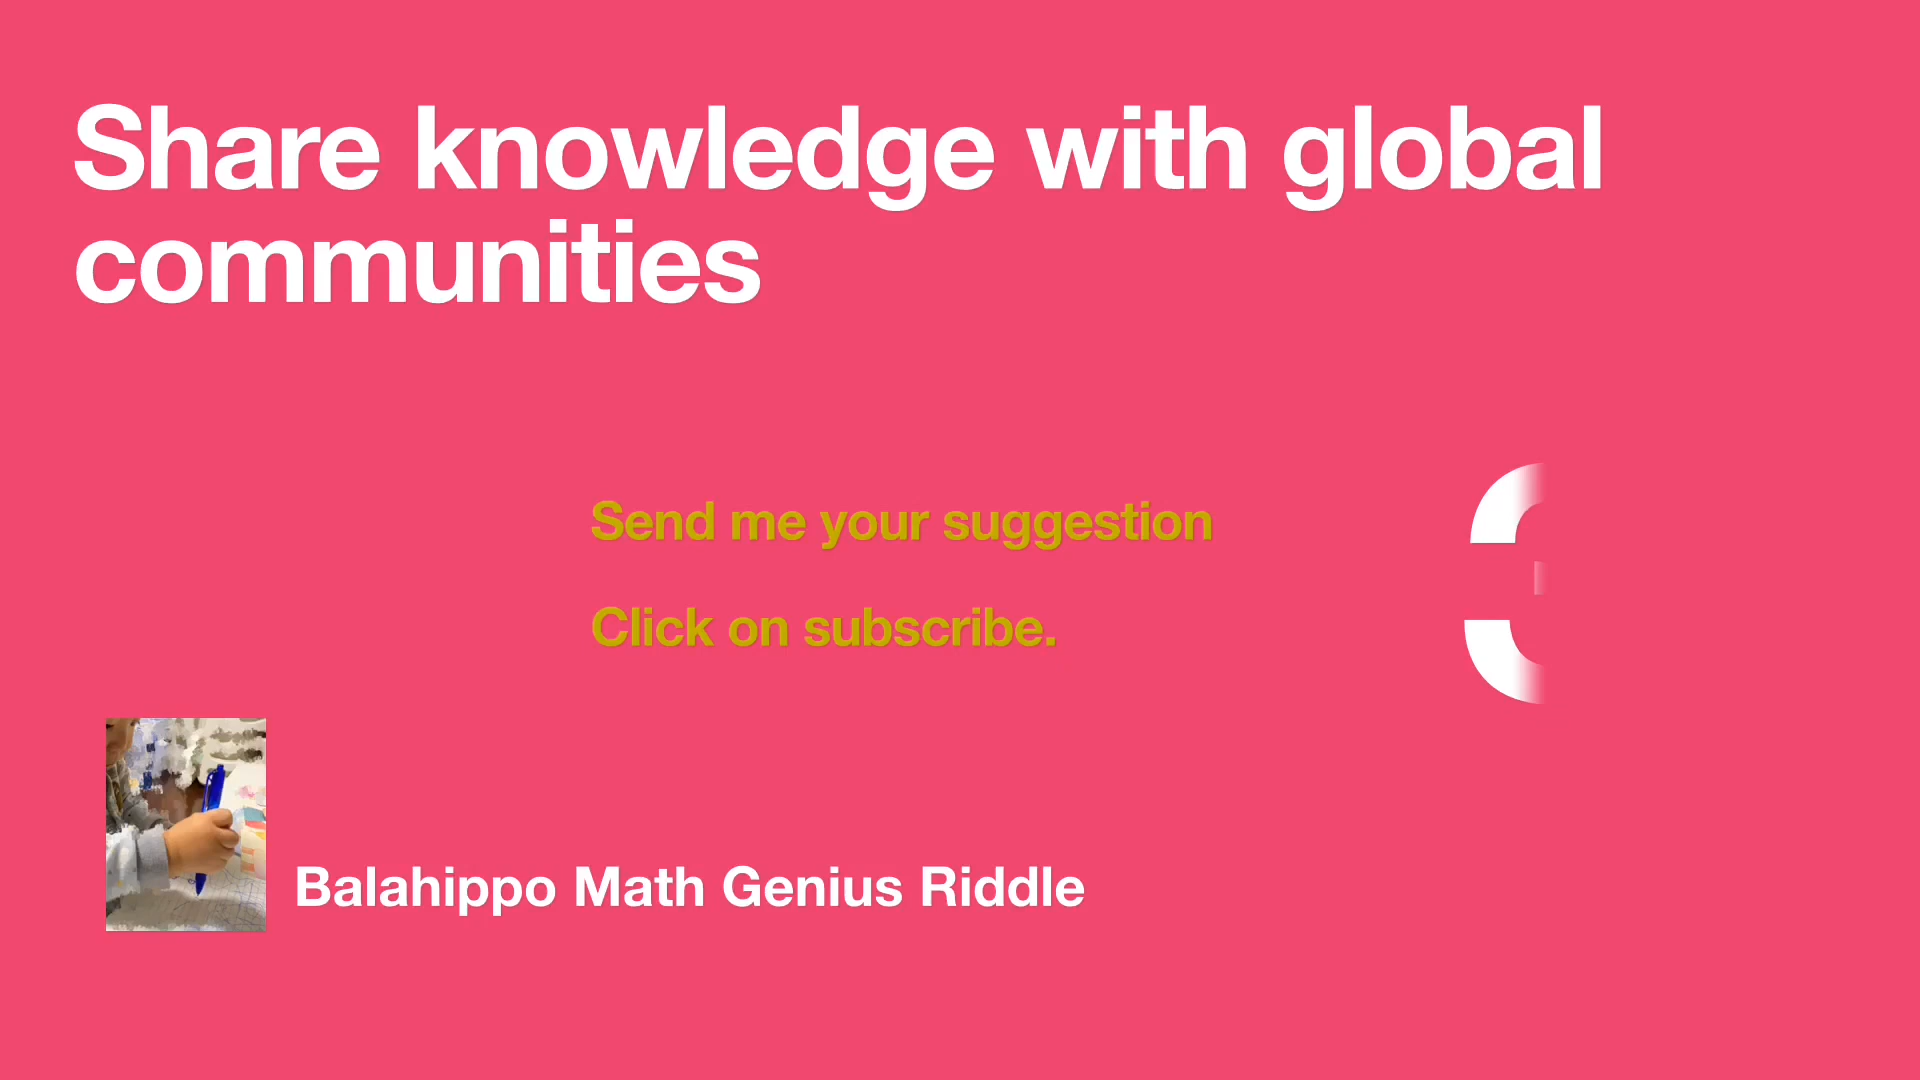 Share knowledge with global
communities
Send me your suggestion
Click on subscribe.
Balahippo Math Genius Riddle